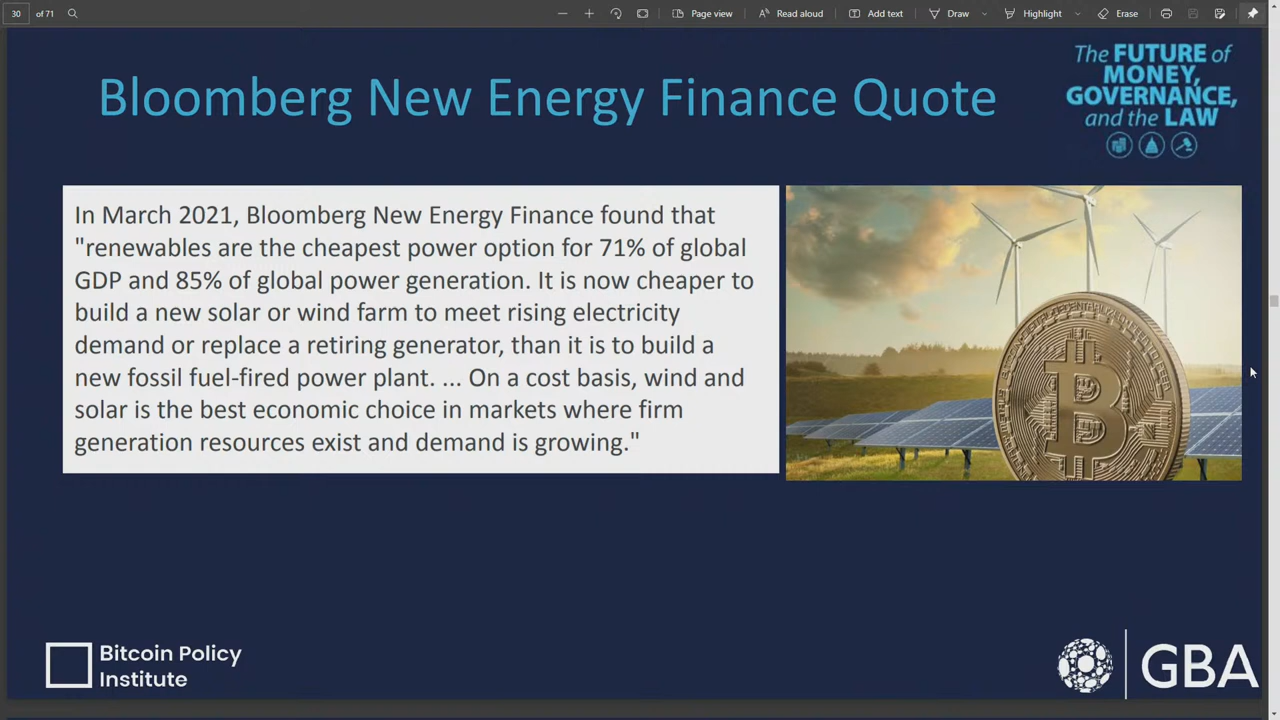 30 of 71
Page view
Read aloud
Add text
Draw
Highlight
Erase
Bloomberg New Energy Finance Quote
The FUTURE of
MONEY,
GOVERNANCE,
and the LAW
In March 2021, Bloomberg New Energy Finance found that
"renewables are the cheapest power option for 71% of global
GDP and 85% of global power generation. It is now cheaper to
build a new solar or wind farm to meet rising electricity
demand or replace a retiring generator, than it is to build a
new fossil fuel-fired power plant. ... On a cost basis, wind and
solar is the best economic choice in markets where firm
generation resources exist and demand is growing."
Bitcoin Policy
Institute
GBA